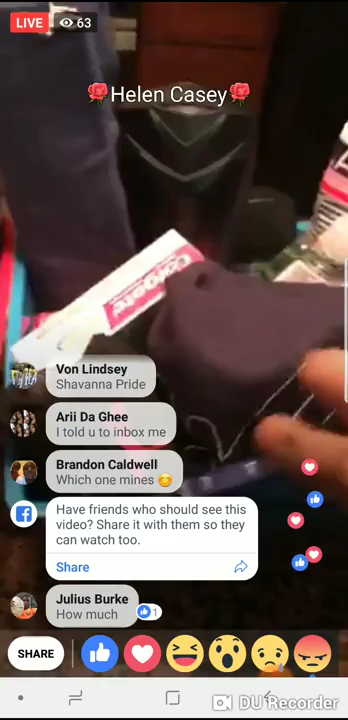 LIVE 63
🌹Helen Casey🌹
Colgate
Von Lindsey
Shavanna Pride
Arii Da Ghee
I told u to inbox me
Brandon Caldwell
Which one mines 😊
Have friends who should see this
video? Share it with them so they
can watch too.
Share
Julius Burke
How much
1
SHARE
DU Recorder